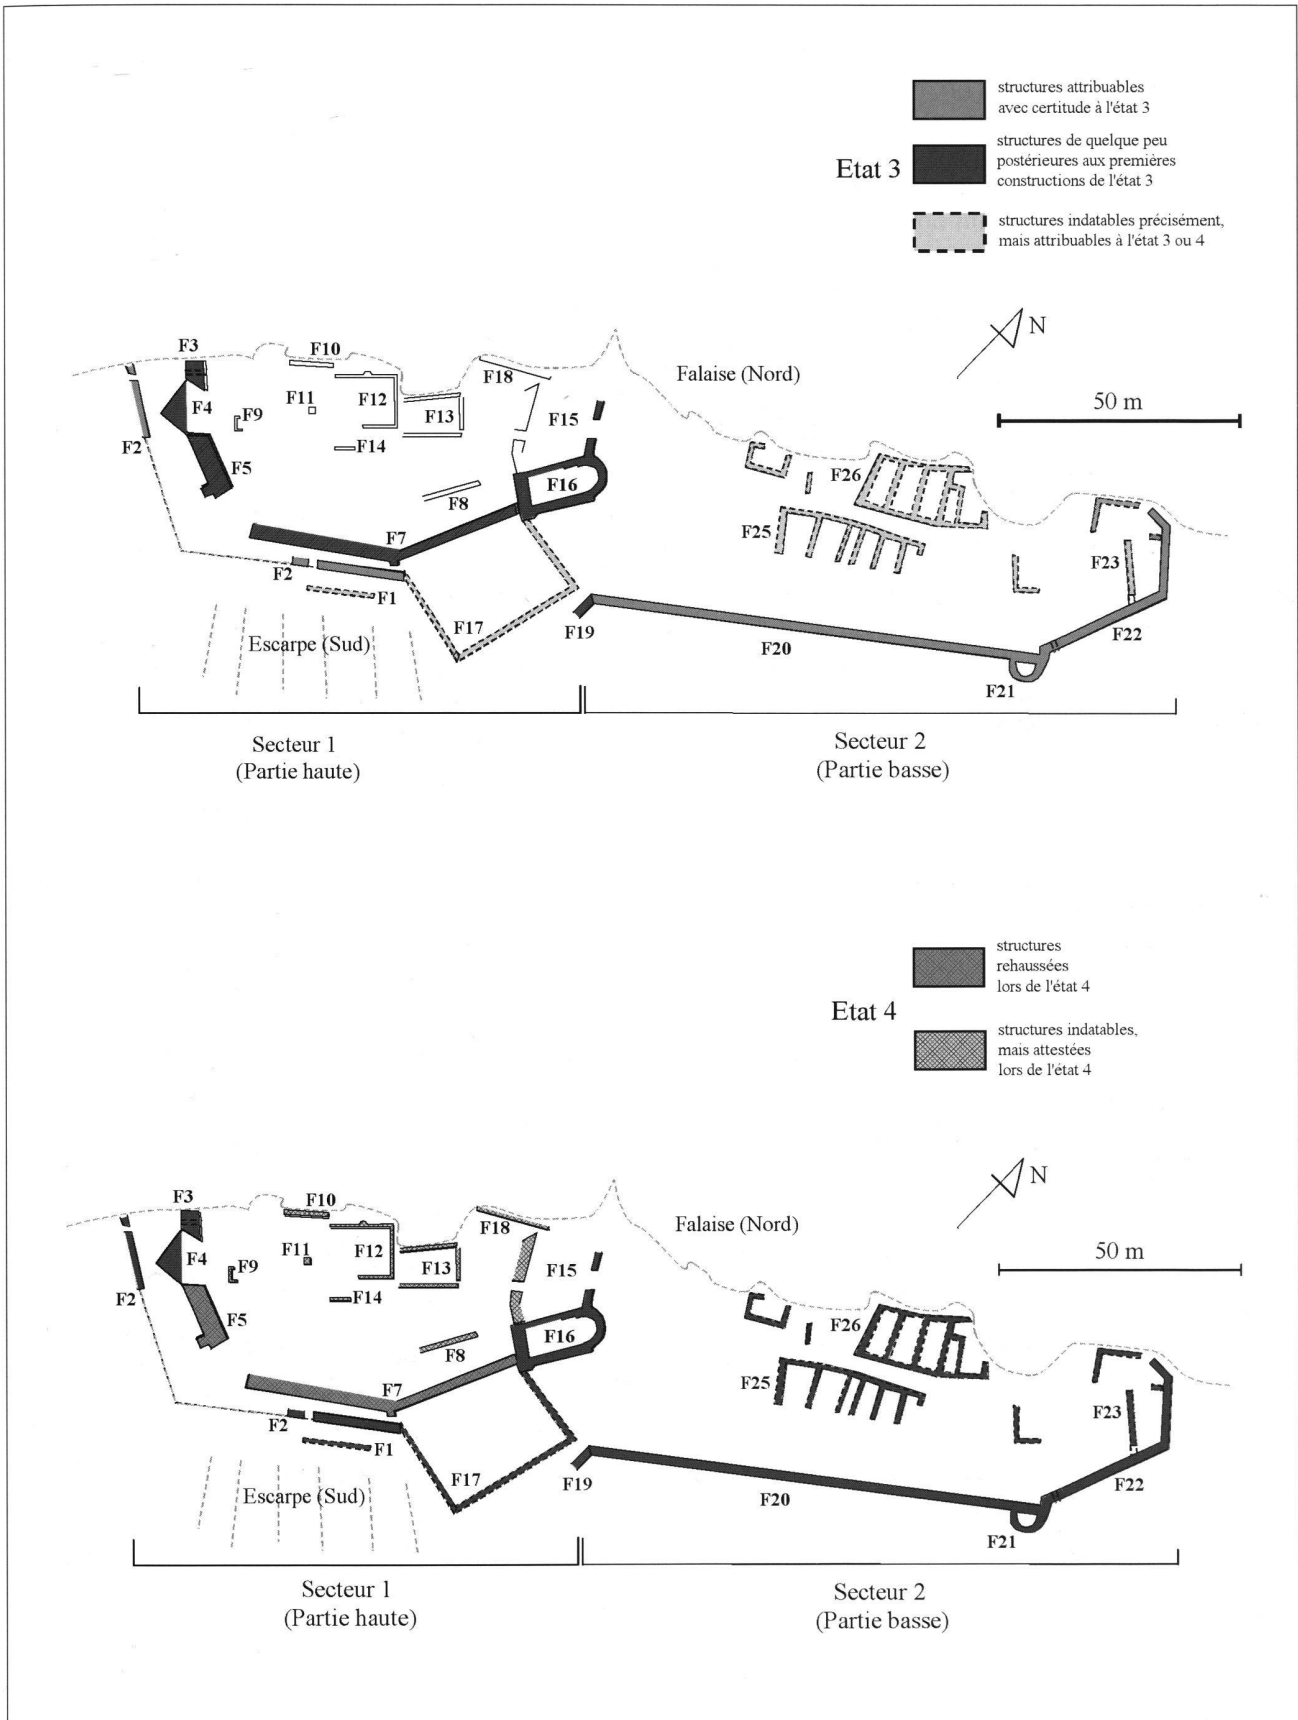 structures attribuables
avec certitude à l'état 3
Etat 3
structures de quelque peu
postérieures aux premières
constructions de l'état 3
structures indatables précisément,
mais attribuables à l'état 3 ou 4
N
50 m
Falaise (Nord)
F3
F10
F18
F4
F9
F11
F12
F13
F15
F2
F14
F5
F8
F16
F26
F25
F7
F2
F1
F23
F17
F19
F22
Escarpe (Sud)
F20
F21
Secteur 1
(Partie haute)
Secteur 2
(Partie basse)
structures
rehaussées
lors de l'état 4
Etat 4
structures indatables,
mais attestées
lors de l'état 4
N
50 m
Falaise (Nord)
F3
F10
F18
F4
F9
F11
F12
F13
F15
F2
F14
F5
F8
F16
F26
F25
F7
F2
F1
F23
F17
F19
F22
Escarpe (Sud)
F20
F21
Secteur 1
(Partie haute)
Secteur 2
(Partie basse)